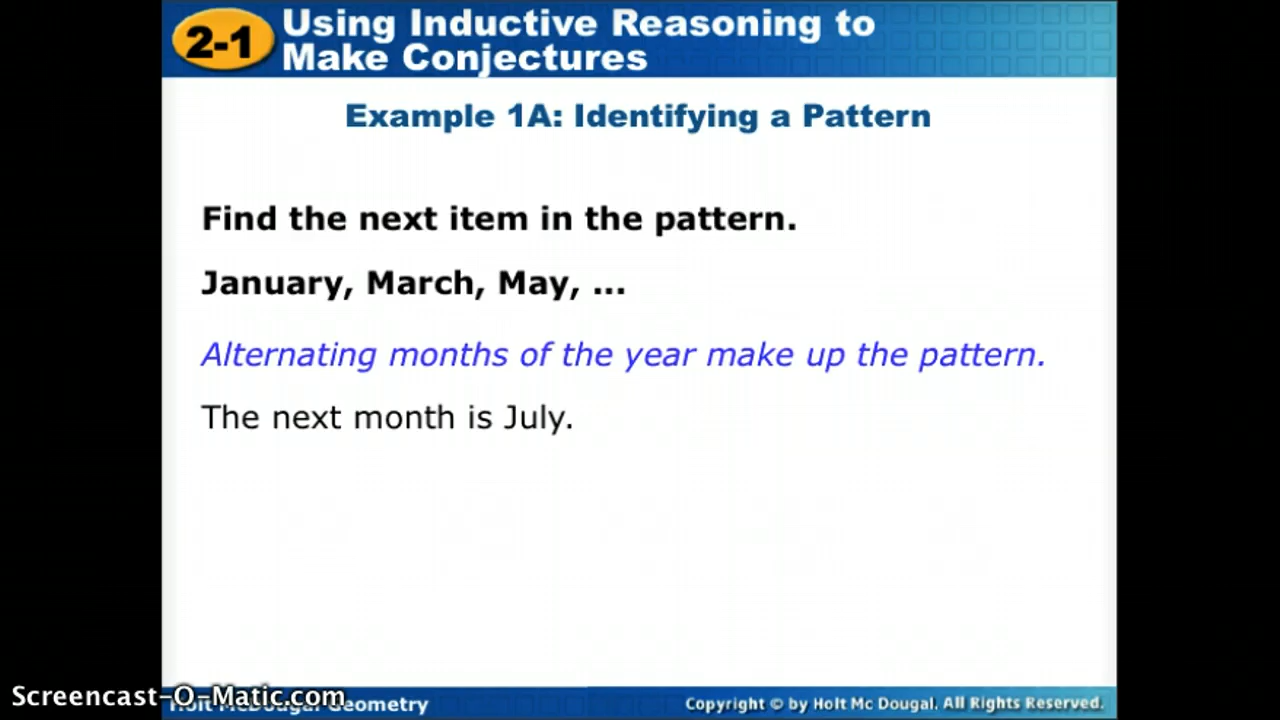 2-1
Using Inductive Reasoning to
Make Conjectures
Example 1A: Identifying a Pattern
Find the next item in the pattern.
January, March, May, ...
Alternating months of the year make up the pattern.
The next month is July.
Screencast-O-Matic.com
Holt McDougal Geometry
Copyright © by Holt Mc Dougal. All Rights Reserved.